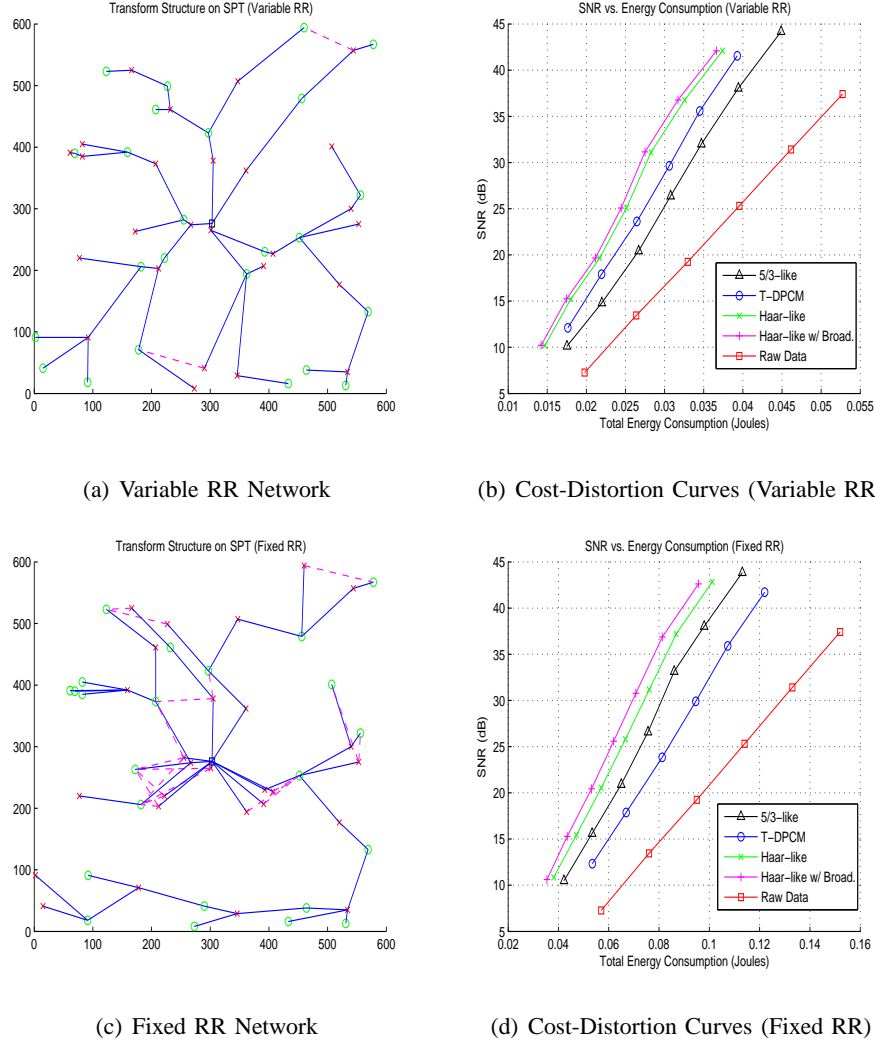 Transform Structure on SPT (Variable RR)
600
500
400
300
200
100
0
0 100 200 300 400 500 600
(a) Variable RR Network
SNR vs. Energy Consumption (Variable RR)
45
40
35
30
25
20
15
10
5
SNR (dB)
5/3−like
T−DPCM
Haar−like
Haar−like w/ Broad.
Raw Data
0.01 0.015 0.02 0.025 0.03 0.035 0.04 0.045 0.05 0.055
Total Energy Consumption (Joules)
(b) Cost-Distortion Curves (Variable RR
Transform Structure on SPT (Fixed RR)
600
500
400
300
200
100
0
0 100 200 300 400 500 600
(c) Fixed RR Network
SNR vs. Energy Consumption (Fixed RR)
45
40
35
30
25
20
15
10
5
SNR (dB)
5/3−like
T−DPCM
Haar−like
Haar−like w/ Broad.
Raw Data
0.02 0.04 0.06 0.08 0.1 0.12 0.14 0.16
Total Energy Consumption (Joules)
(d) Cost-Distortion Curves (Fixed RR)